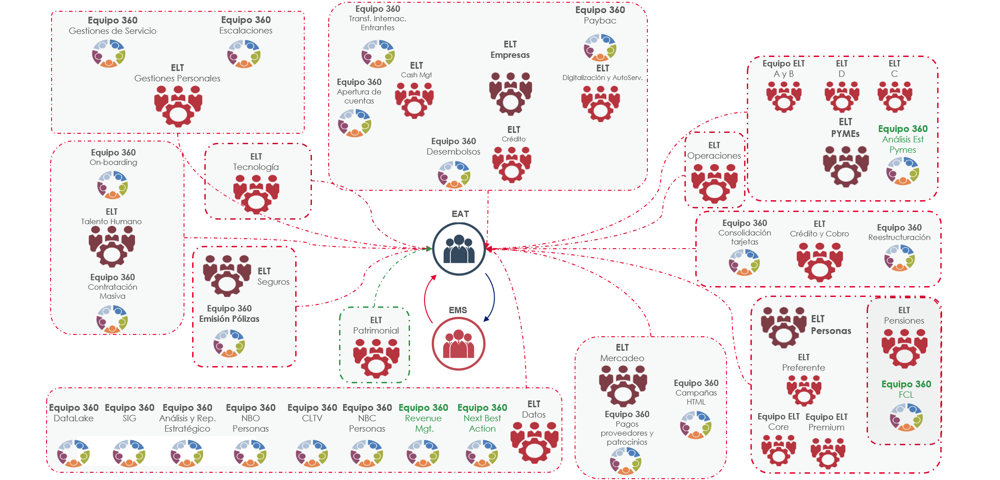 Equipo 360
Gestiones de Servicio
Equipo 360
Escalaciones
ELT
Gestiones Personales
Equipo 360
Transf. Internac.
Entrantes
Equipo 360
Paybac
ELT
Empresas
ELT
Cash Mgt
ELT
Digitalización y AutoServ.
Equipo 360
Apertura de
cuentas
ELT
Crédito
Equipo 360
Desembolsos
Equipo ELT
A y B
ELT
D
ELT
C
ELT
PYMEs
Equipo 360
Análisis Est
Pymes
ELT
Operaciones
Equipo 360
On-boarding
ELT
Talento Humano
Equipo 360
Contratación
Masiva
ELT
Tecnología
EAT
EMS
Equipo 360
Consolidación
tarjetas
ELT
Crédito y Cobro
Equipo 360
Reestructuración
ELT
Seguros
Equipo 360
Emisión Pólizas
ELT
Patrimonial
ELT
Personas
ELT
Pensiones
ELT
Preferente
Equipo 360
FCL
Equipo ELT
Core
Equipo ELT
Premium
ELT
Mercadeo
Equipo 360
Campañas
HTML
Equipo 360
Pagos
proveedores y
patrocinios
Equipo 360
DataLake
Equipo 360
SIG
Equipo 360
Análisis y Rep.
Estratégico
Equipo 360
NBO
Personas
Equipo 360
CLTV
Equipo 360
NBC
Personas
Equipo 360
Revenue
Mgt.
Equipo 360
Next Best
Action
ELT
Datos